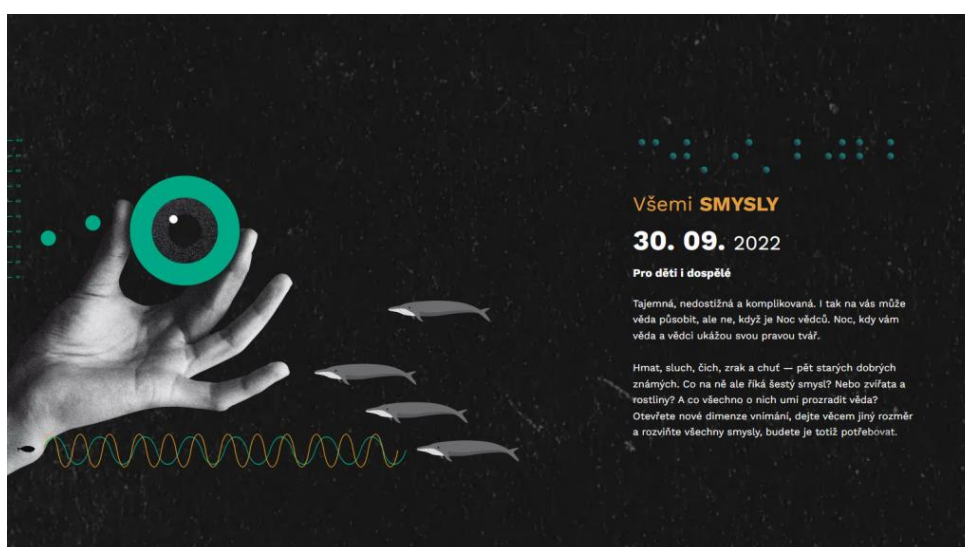 Všemi SMYSLY
30. 09. 2022
Pro děti i dospělé
Tajemná, nedostižná a komplikovaná. I tak na vás může
věda působit, ale ne, když je Noc vědců. Noc, kdy vám
věda a vědci ukážou svou pravou tvář.
Hmat, sluch, čich, zrak a chuť — pět starých dobrých
známých. Co na ně ale říká šestý smysl? Nebo zvířata a
rostliny? A co všechno o nich umí prozradit věda?
Otevřete nové dimenze vnímání, dejte věcem jiný rozměr
a rozviňte všechny smysly, budete je totiž potřebovat.